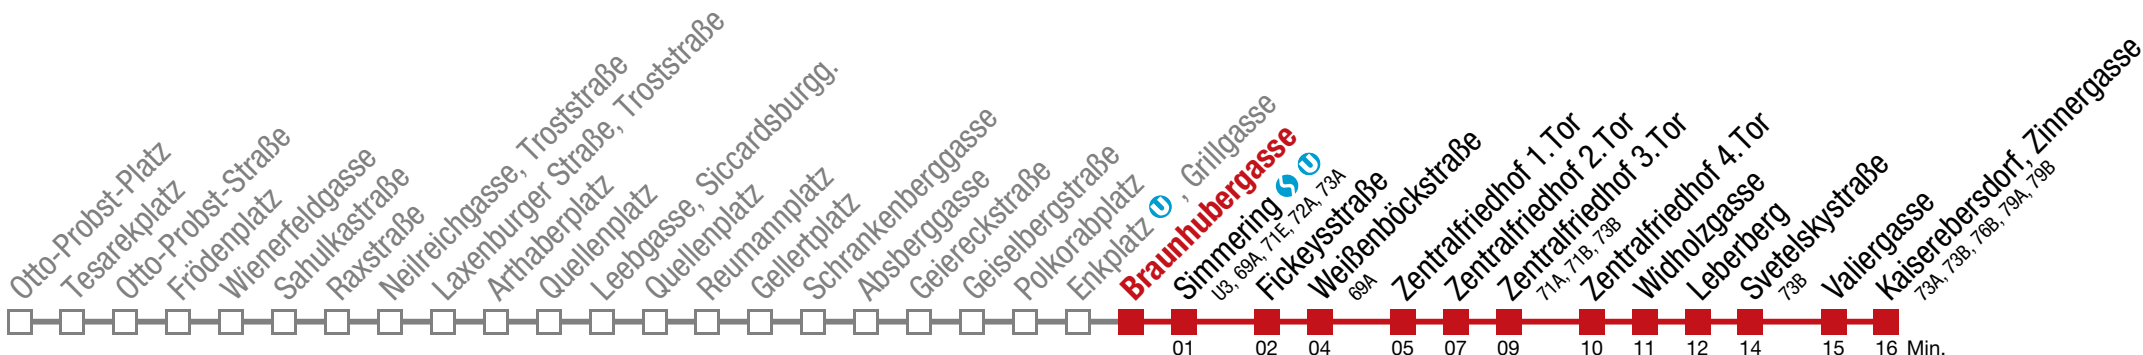 Otto-Probst-Platz
Tesarekplatz
Otto-Probst-Straße
Frödenplatz
Wienerfeldgasse
Sahulkastraße
Raxstraße
Neilreichgasse, Troststraße
Laxenburger Straße, Troststraße
Arthaberplatz
Quellenplatz
Leebgasse, Siccardsburgg.
Quellenplatz
Reumannplatz
Gellertplatz
Schrankenberggasse
Absberggasse
Geiereckstraße
Geiselbergstraße
Polkorabplatz
Enkplatz U, Grillgasse
Braunhubergasse
Simmering S U
U3, 69A, 71E, 72A, 73A
Fickeysstraße
Weißenböckstraße
69A
Zentralfriedhof 1.Tor
Zentralfriedhof 2.Tor
Zentralfriedhof 3.Tor
71A, 71B, 73B
Zentralfriedhof 4.Tor
Widholzgasse
Leberberg
Svetelskystraße
73B
Valiergasse
Kaiserebersdorf, Zinnergasse
73A, 73B, 76B, 79A, 79B
01 02 04 05 07 09 10 11 12 14 15 16 Min.